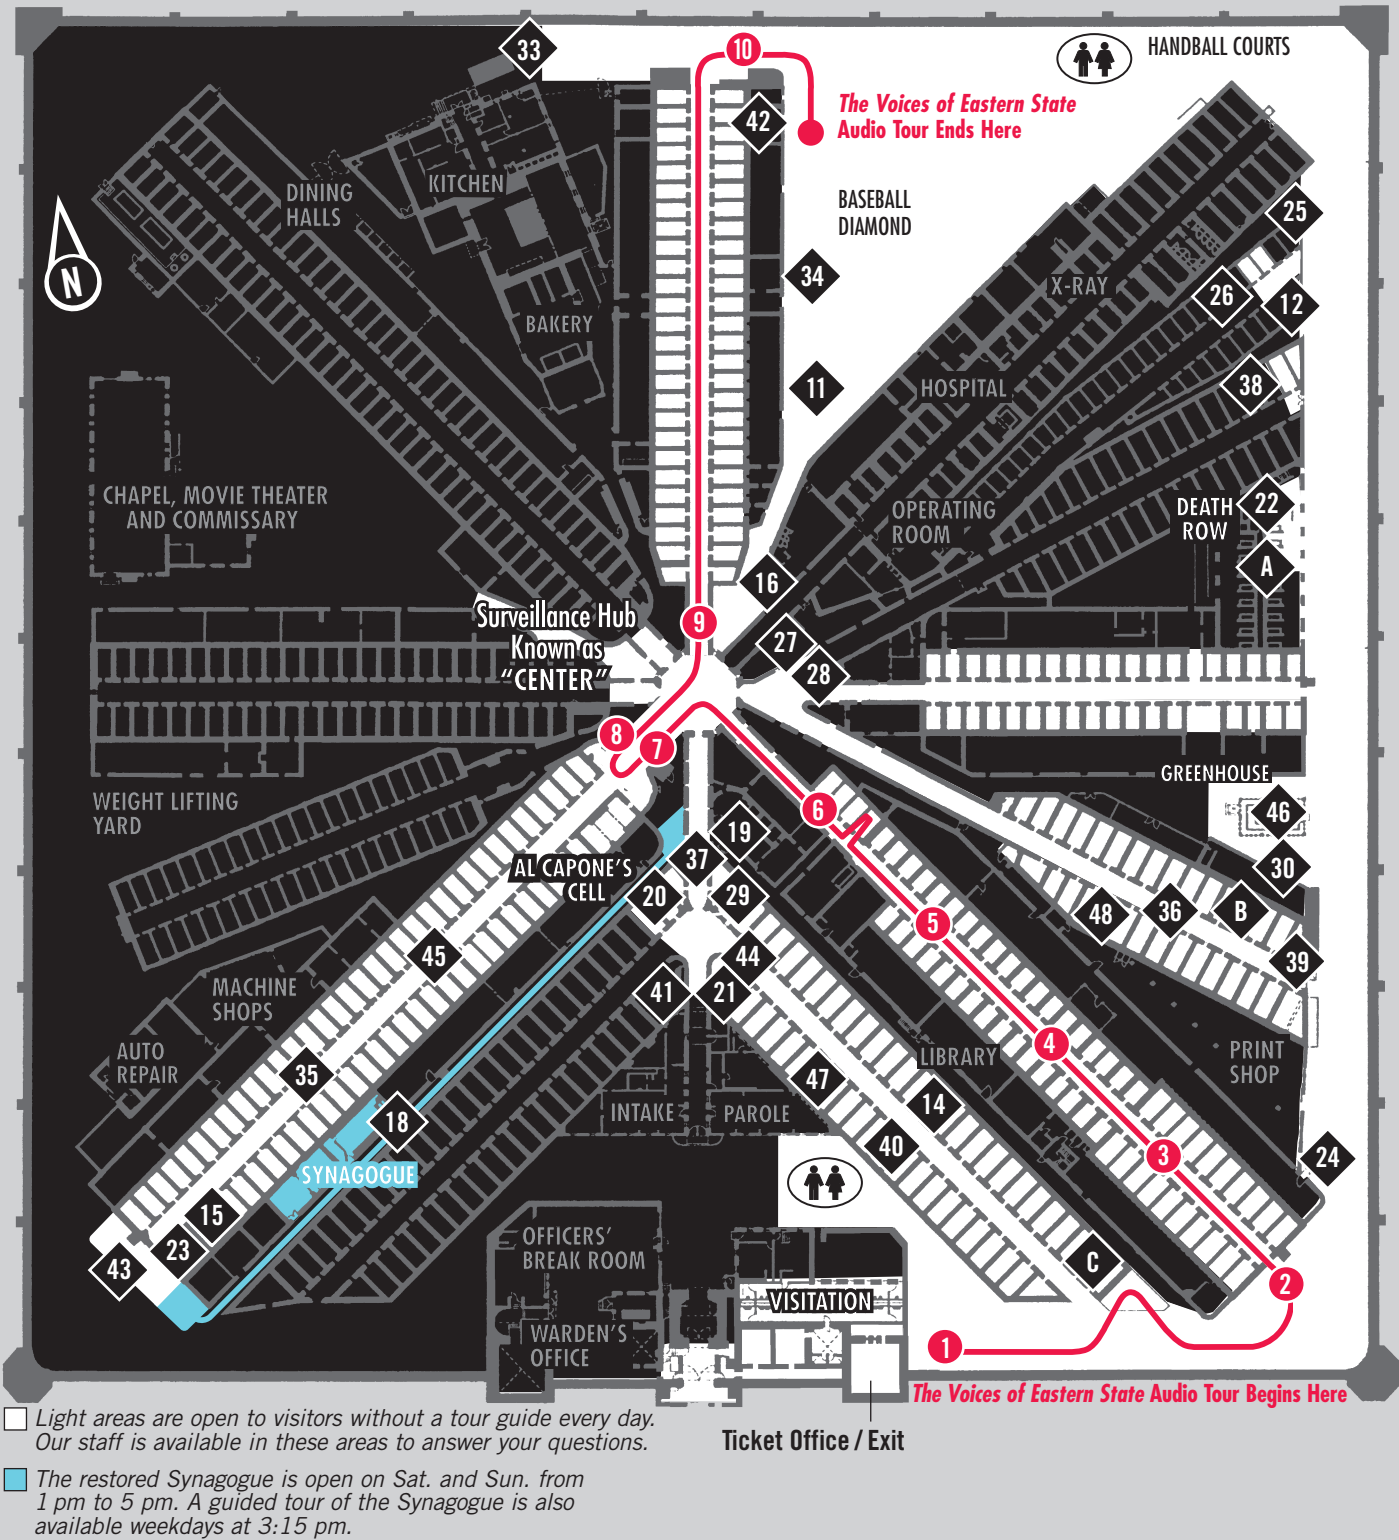 33
10
HANDBALL COURTS
The Voices of Eastern State
Audio Tour Ends Here
42
DINING
HALLS
KITCHEN
BASEBALL
DIAMOND
25
N
34
X-RAY
26
12
BAKERY
11
HOSPITAL
38
CHAPEL, MOVIE THEATER
AND COMMISSARY
OPERATING
ROOM
DEATH
ROW
22
A
16
Surveillance Hub
Known as
“CENTER”
9
27
28
8
7
GREENHOUSE
WEIGHT LIFTING
YARD
6
46
19
37
30
AL CAPONE’S
CELL
20
29
48
36
B
5
45
44
39
41
21
MACHINE
SHOPS
4
AUTO
REPAIR
LIBRARY
PRINT
SHOP
35
47
14
INTAKE
PAROLE
18
40
3
24
SYNAGOGUE
15
23
43
OFFICERS’
BREAK ROOM
C
2
VISITATION
WARDEN’S
OFFICE
1
The Voices of Eastern State Audio Tour Begins Here
Light areas are open to visitors without a tour guide every day.
Our staff is available in these areas to answer your questions.
Ticket Office / Exit
The restored Synagogue is open on Sat. and Sun. from
1 pm to 5 pm. A guided tour of the Synagogue is also
available weekdays at 3:15 pm.